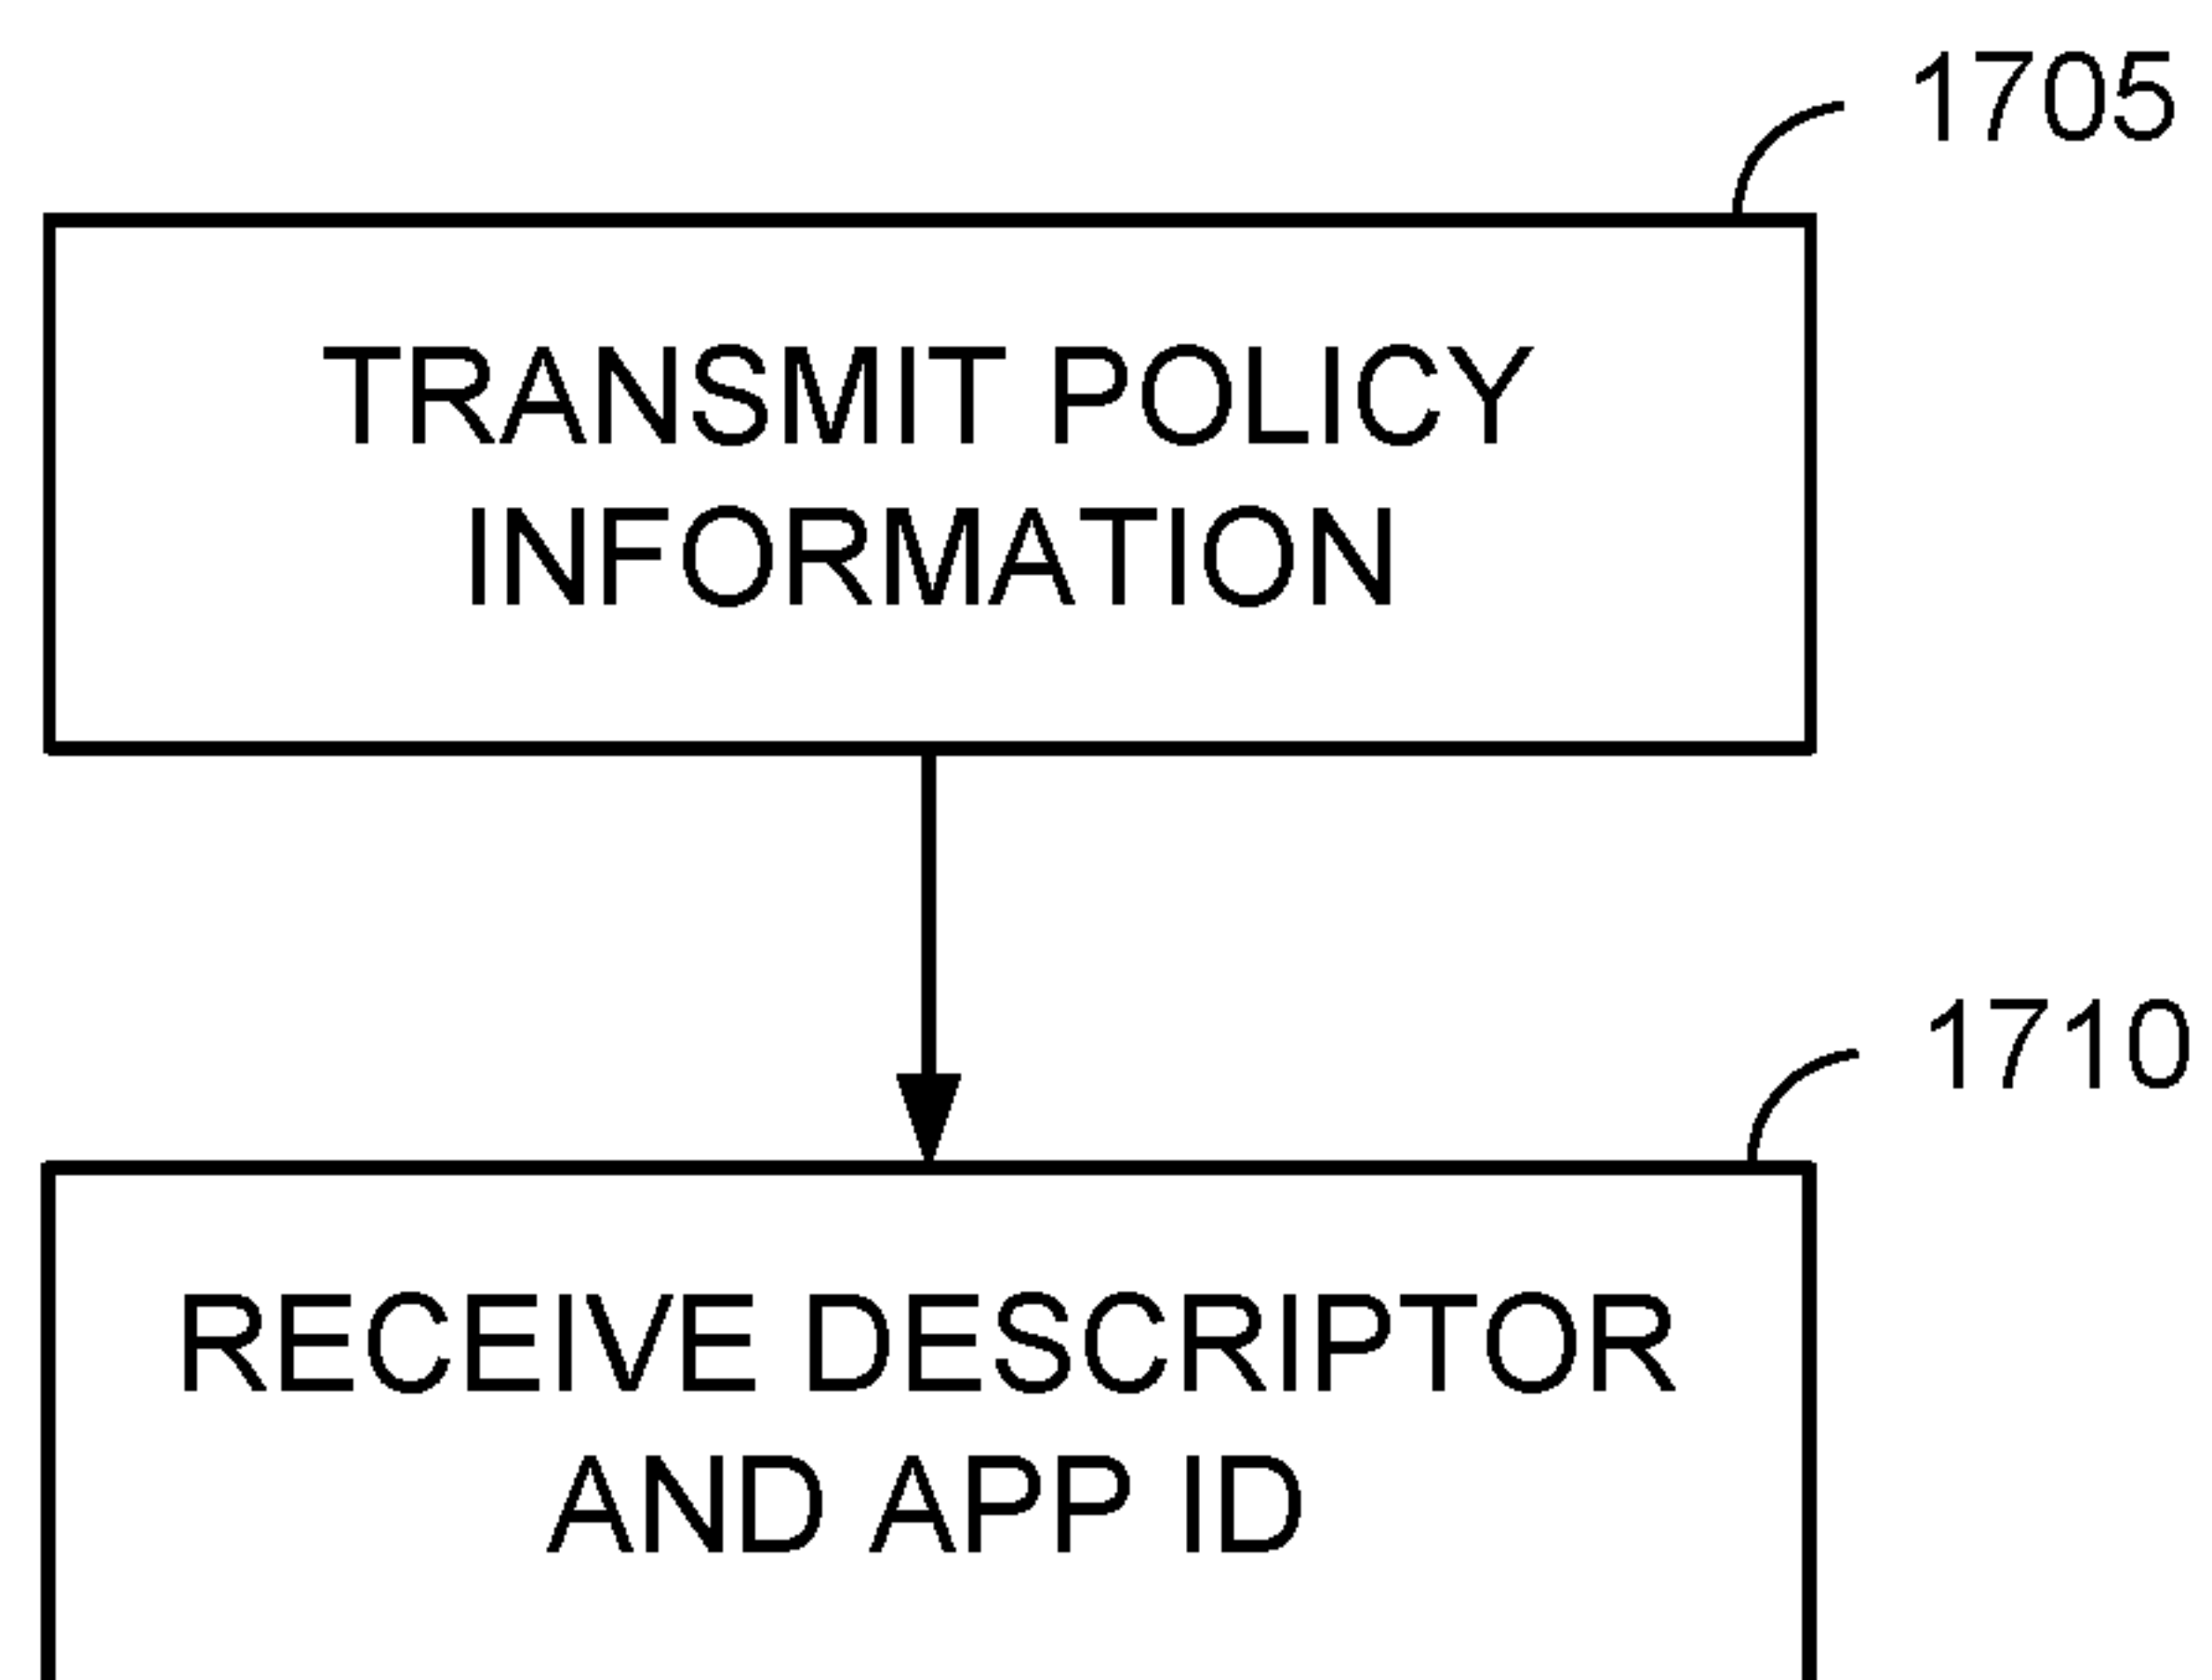 1705
TRANSMIT POLICY
INFORMATION
1710
RECEIVE DESCRIPTOR
AND APP ID